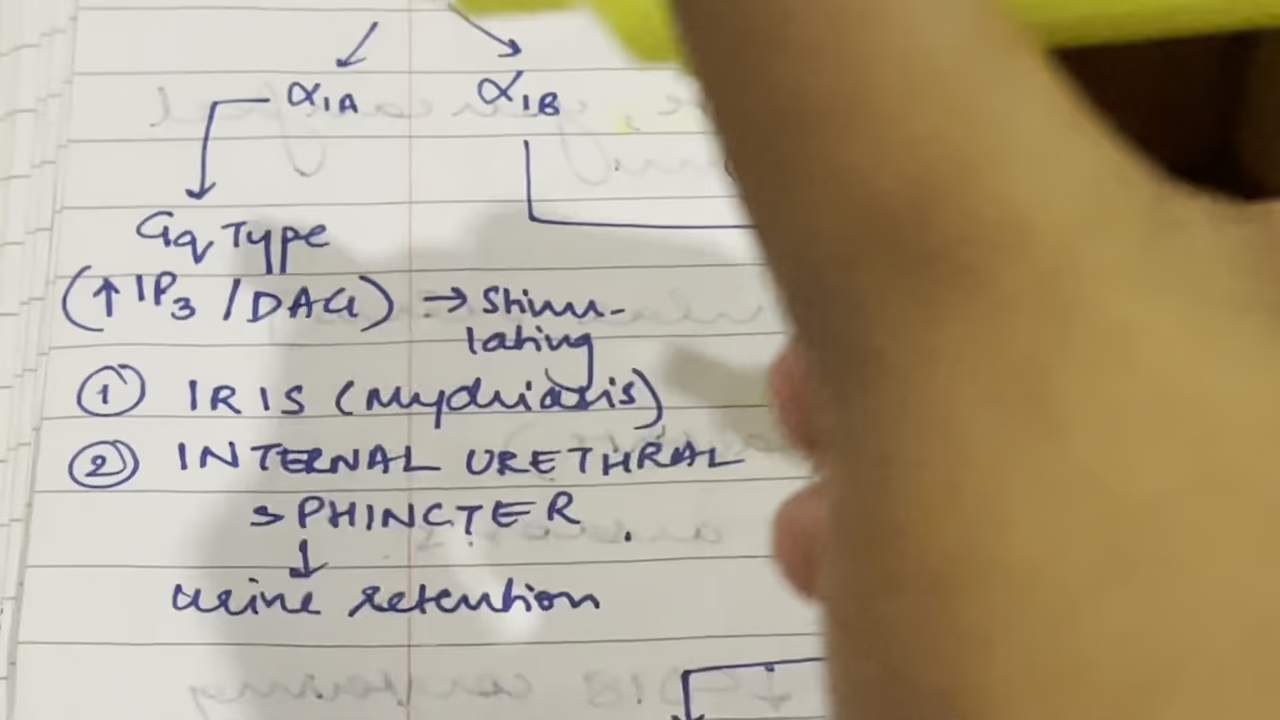 α1A α1B
Gq Type
(↑ IP3 / DAG) → Stimu-
lating
① IRIS (Mydriasis)
② INTERNAL URETHRAL
SPHINCTER
↓
urine retention